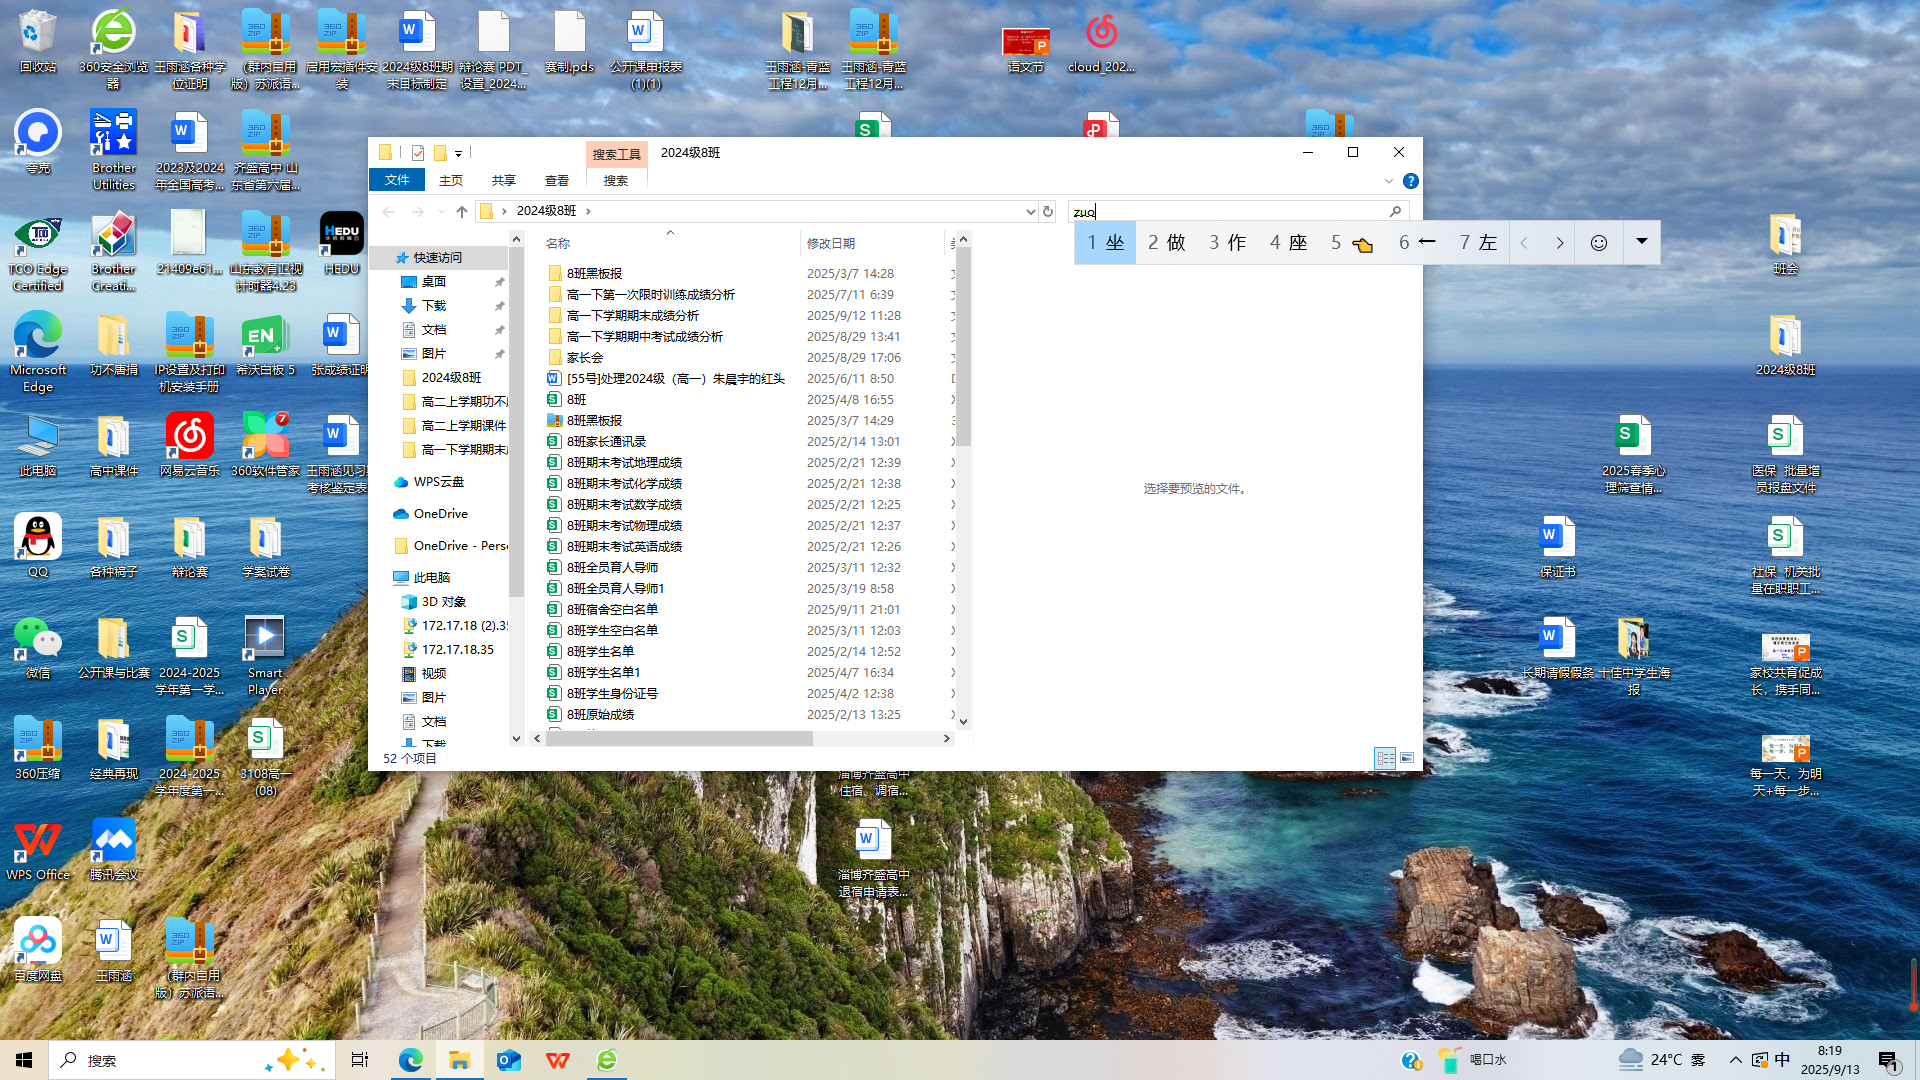 回收站
360安全浏览器
王雨涵各种学位证明
(群内自用版) 苏派语...
启用宏插件安装
2024级8班期末目标制定
辩论赛 PDT_设置_2024...
赛制.pds
公开课申报表(1)(1)
王雨涵-青蓝工程12月...
王雨涵-青蓝工程12月...
语文节
cloud_202...
夸克
Brother Utilities
2023及2024年全国高考...
齐盛高中 山东省第六届...
TCO Edge Certified
Brother Creati...
21409e61...
山东教育卫视计时器4.23
HEDU
Microsoft Edge
功不唐捐
IP设置及打印机安装手册
希沃白板 5
张成绩证明
此电脑
高中课件
网易云音乐
360软件管家
王雨涵见习期考核鉴定表
QQ
各种稿子
辩论赛
学案试卷
微信
公开课与比赛
2024-2025学年第一学...
Smart Player
360压缩
经典再现
2024-2025学年度第一...
3108高一(08)
WPS Office
腾讯会议
百度网盘
王雨涵
(群内自用版) 苏派语...
搜索工具
2024级8班
文件
主页
共享
查看
搜索
2024级8班
zuo
1 坐
2 做
3 作
4 座
5
6
7 左
快速访问
桌面
下载
文档
图片
2024级8班
高二上学期功不
高二上学期课件
高一下学期期末
WPS云盘
OneDrive
OneDrive - Pers
此电脑
3D 对象
172.17.18 (2).3
172.17.18.35
视频
图片
文档
下载
名称 修改日期
8班黑板报 2025/3/7 14:28
高一下第一次限时训练成绩分析 2025/7/11 6:39
高一下学期期末成绩分析 2025/9/12 11:28
高一下学期期中考试成绩分析 2025/8/29 13:41
家长会 2025/8/29 17:06
[55号]处理2024级（高一）朱晨宇的红头 2025/6/11 8:50
8班 2025/4/8 16:55
8班黑板报 2025/3/7 14:29
8班家长通讯录 2025/2/14 13:01
8班期末考试地理成绩 2025/2/21 12:39
8班期末考试化学成绩 2025/2/21 12:38
8班期末考试数学成绩 2025/2/21 12:25
8班期末考试物理成绩 2025/2/21 12:37
8班期末考试英语成绩 2025/2/21 12:26
8班全员育人导师 2025/3/11 12:32
8班全员育人导师1 2025/3/19 8:58
8班宿舍空白名单 2025/9/11 21:01
8班学生空白名单 2025/3/11 12:03
8班学生名单 2025/2/14 12:52
8班学生名单1 2025/4/7 16:34
8班学生身份证号 2025/4/2 12:38
8班原始成绩 2025/2/13 13:25
选择要预览的文件。
52 个项目
班会
2024级8班
2025春季心理筛查情...
医保_批量增员报盘文件
保证书
社保_机关批量在职职工...
长期请假假条
十佳中学生海报
家校共育促成长，携手同...
每一天，为明天+每一步...
淄博齐盛高中住宿、调宿...
淄博齐盛高中退宿申请表...
搜索
喝口水
24°C 雾
中
8:19
2025/9/13
1